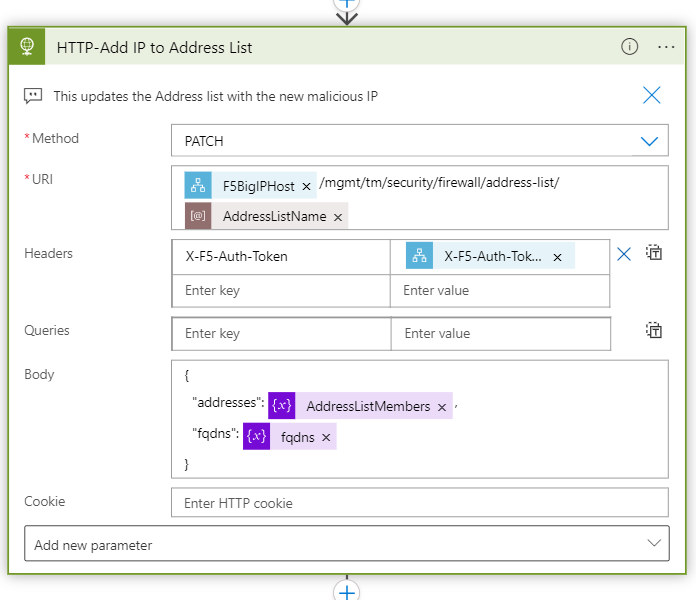 HTTP-Add IP to Address List
This updates the Address list with the new malicious IP
* Method
PATCH
* URI
F5BigIPHost × /mgmt/tm/security/firewall/address-list/
[@] AddressListName ×
Headers
X-F5-Auth-Token
X-F5-Auth-Tok... ×
Enter key
Enter value
Queries
Enter key
Enter value
Body
{
"addresses": {x} AddressListMembers × ,
"fqdns": {x} fqdns ×
}
Cookie
Enter HTTP cookie
Add new parameter